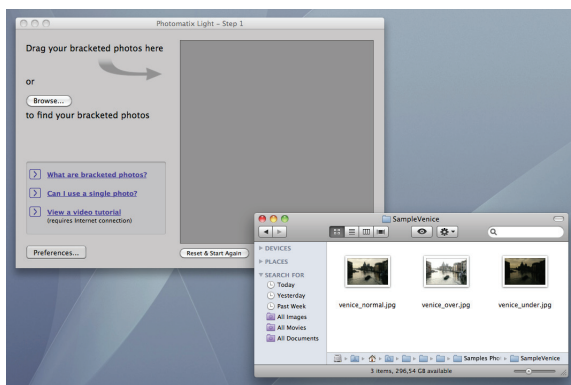 Photomatix Light – Step 1
Drag your bracketed photos here
or
Browse...
to find your bracketed photos
What are bracketed photos?
Can I use a single photo?
View a video tutorial
(requires Internet connection)
Preferences...
Reset & Start Again
SampleVenice
DEVICES
PLACES
SEARCH FOR
Today
Yesterday
Past Week
All Images
All Movies
All Documents
venice_normal.jpg
venice_over.jpg
venice_under.jpg
Samples Pho
SampleVenice
3 items, 296,54 GB available